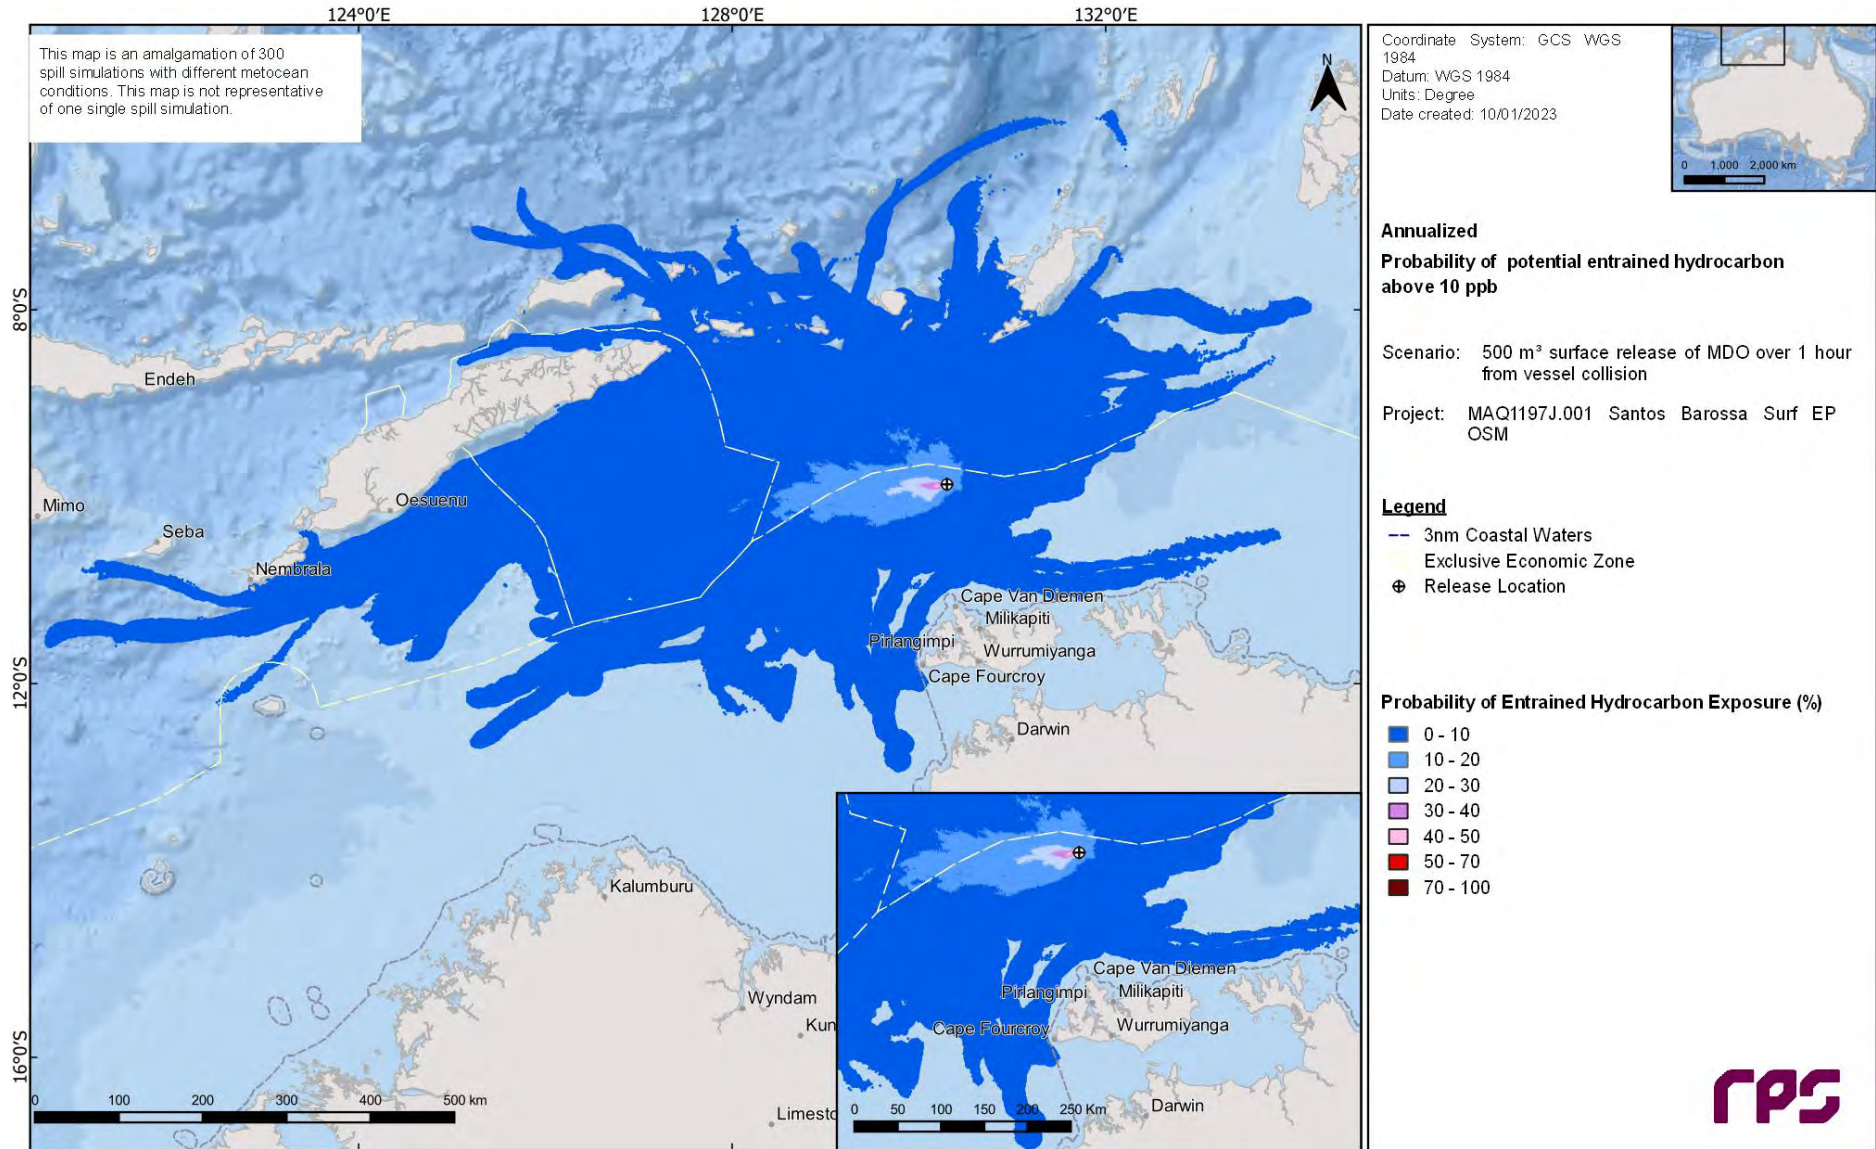 124°0'E
128°0'E
132°0'E
This map is an amalgamation of 300
spill simulations with different metocean
conditions. This map is not representative
of one single spill simulation.
N
8°0'S
12°0'S
16°0'S
Endeh
Mimo
Seba
Oesuenu
Nembrala
Cape Van Diemen
Milikapiti
Pirlangimpi
Wurrumiyanga
Cape Fourcroy
Darwin
Kalumburu
Wyndam
Kun
Limesto
0 100 200 300 400 500 km
Cape Van Diemen
Pirlangimpi
Milikapiti
Cape Fourcroy
Wurrumiyanga
Darwin
0 50 100 150 200 250 Km
Coordinate System: GCS WGS
1984
Datum: WGS 1984
Units: Degree
Date created: 10/01/2023
0 1,000 2,000 km
Annualized
Probability of potential entrained hydrocarbon
above 10 ppb
Scenario: 500 m³ surface release of MDO over 1 hour
from vessel collision
Project: MAQ1197J.001 Santos Barossa Surf EP
OSM
Legend
3nm Coastal Waters
Exclusive Economic Zone
Release Location
Probability of Entrained Hydrocarbon Exposure (%)
0 - 10
10 - 20
20 - 30
30 - 40
40 - 50
50 - 70
70 - 100
rps